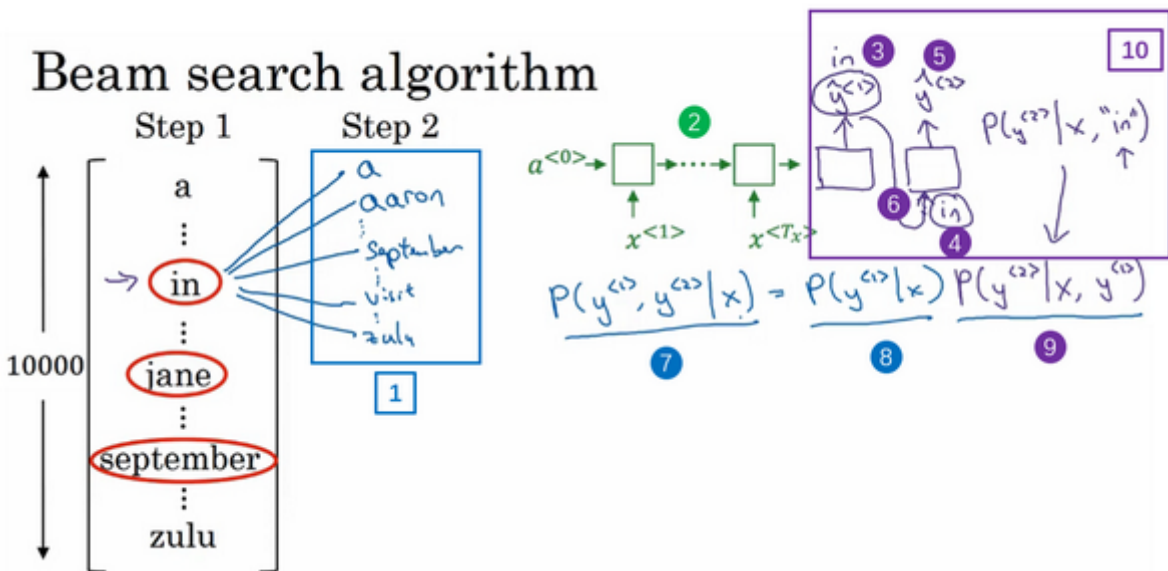 Beam search algorithm
Step 1
Step 2
10000
a
in
jane
september
zulu
a
aaron
September
visit
zulu
1
2
a^{<0>}
x^{<1>}
x^{<T_x>}
in
3
ŷ^{<1>}
5
ŷ^{<2>}
10
P(y^{<2>}|x, "in")
6
in
4
P(y^{<1>}, y^{<2>}|x) = P(y^{<1>}|x) P(y^{<2>}|x, y^{<1>})
7
8
9